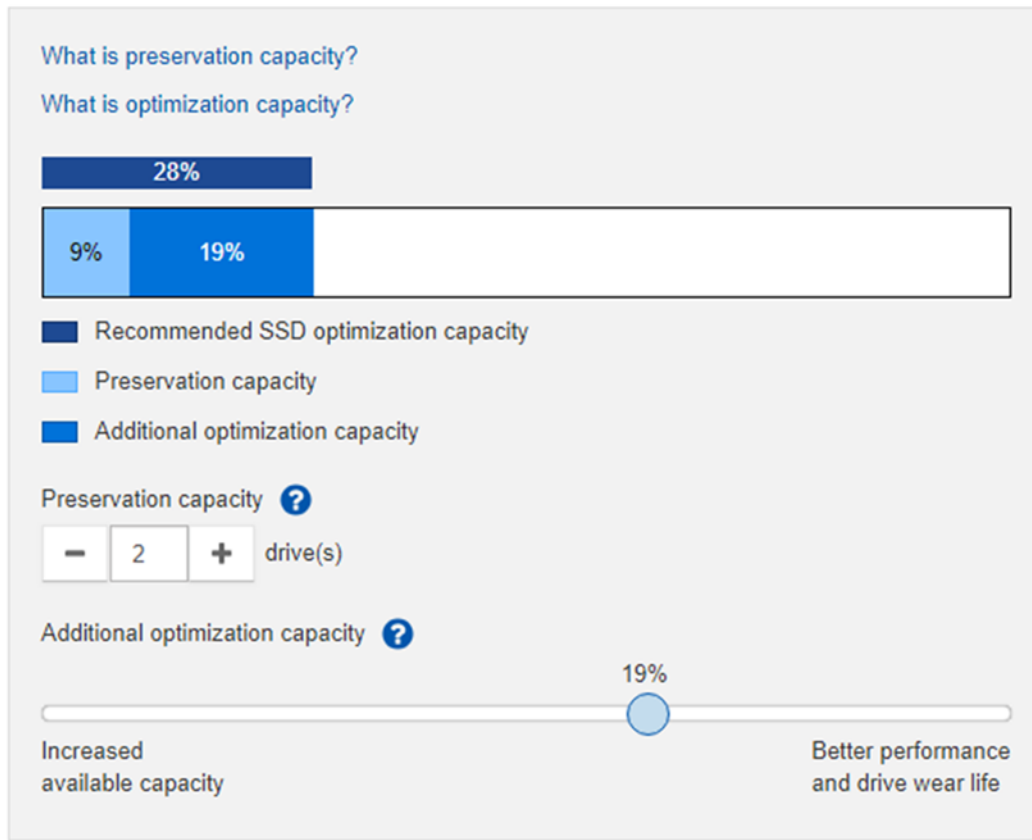 What is preservation capacity?
What is optimization capacity?
28%
9% 19%
Recommended SSD optimization capacity
Preservation capacity
Additional optimization capacity
Preservation capacity ?
− 2 + drive(s)
Additional optimization capacity ?
19%
Increased Better performance
available capacity and drive wear life